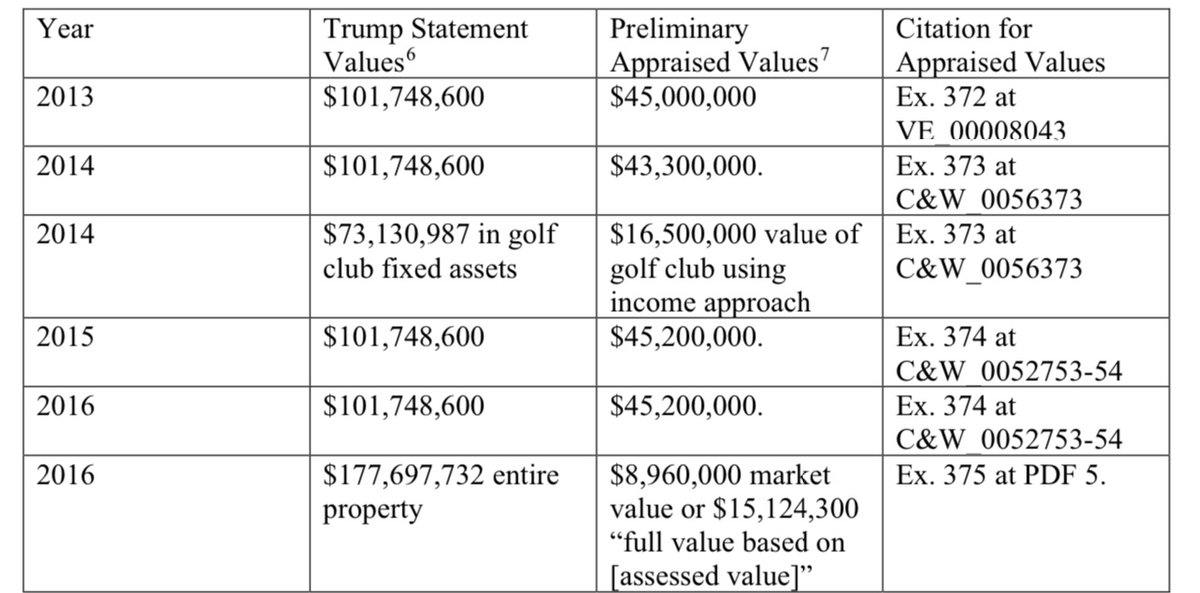 Year
Trump Statement
Values⁶
Preliminary
Appraised Values⁷
Citation for
Appraised Values
2013
$101,748,600
$45,000,000
Ex. 372 at
VE_00008043
2014
$101,748,600
$43,300,000.
Ex. 373 at
C&W_0056373
2014
$73,130,987 in golf
club fixed assets
$16,500,000 value of
golf club using
income approach
Ex. 373 at
C&W_0056373
2015
$101,748,600
$45,200,000.
Ex. 374 at
C&W_0052753-54
2016
$101,748,600
$45,200,000.
Ex. 374 at
C&W_0052753-54
2016
$177,697,732 entire
property
$8,960,000 market
value or $15,124,300
“full value based on
[assessed value]”
Ex. 375 at PDF 5.